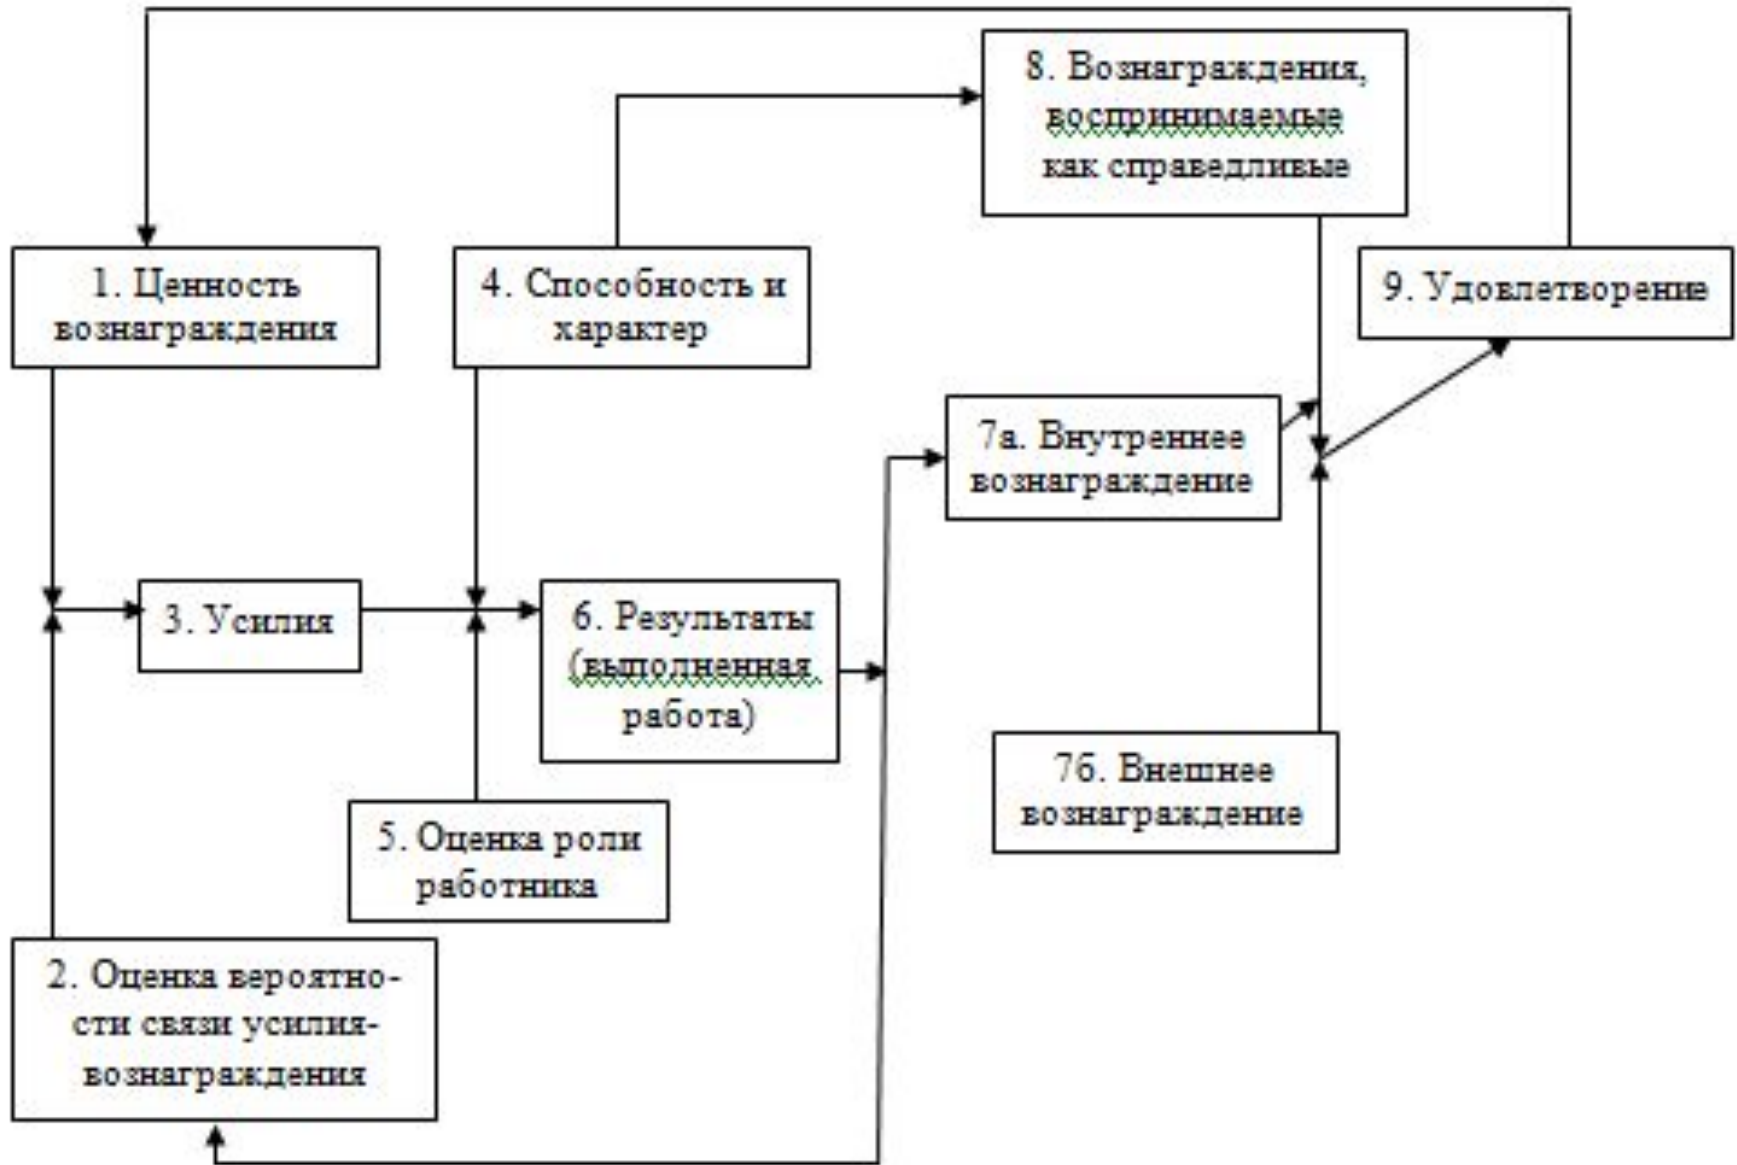 8. Вознаграждения,
воспринимаемые
как справедливые
1. Ценность
вознаграждения
4. Способность и
характер
9. Удовлетворение
7а. Внутреннее
вознаграждение
3. Усилия
6. Результаты
(выполненная
работа)
7б. Внешнее
вознаграждение
5. Оценка роли
работника
2. Оценка вероятно-
сти связи усилия-
вознаграждения